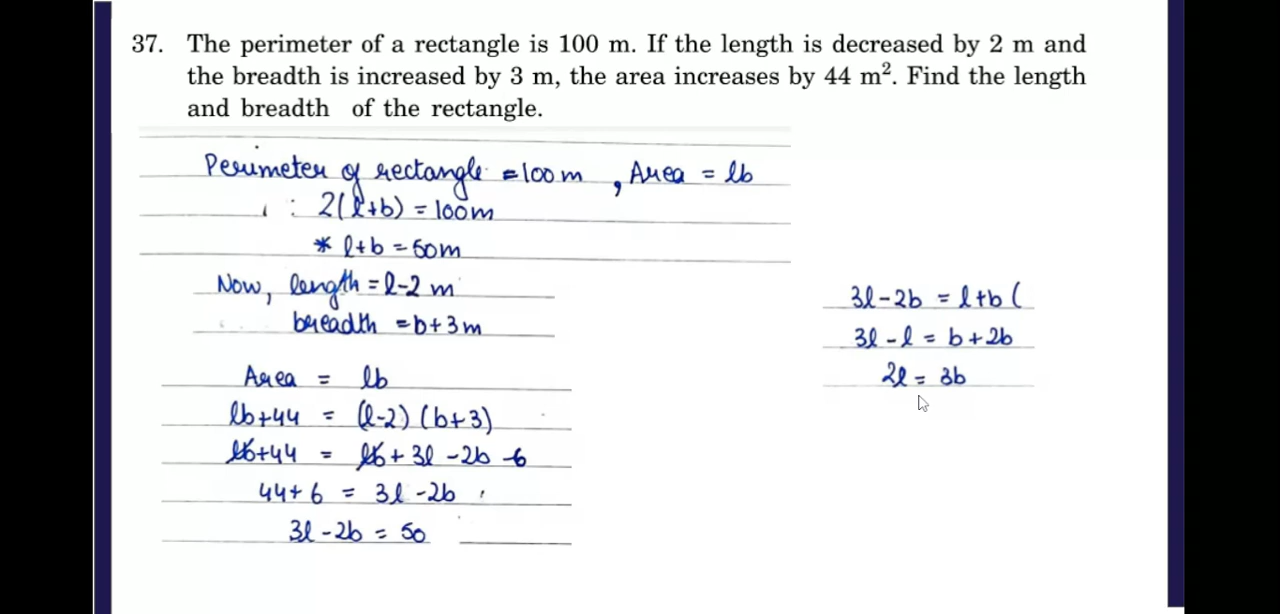 37. The perimeter of a rectangle is 100 m. If the length is decreased by 2 m and
the breadth is increased by 3 m, the area increases by 44 m². Find the length
and breadth of the rectangle.
Perimeter of rectangle = 100m , Area = lb
: 2(l+b) = 100m
* l+b = 50m
Now, length = l-2 m
breadth = b+3m
Area = lb
lb+44 = (l-2) (b+3)
lb+44 = lb + 3l - 2b - 6
44+6 = 3l - 2b
3l - 2b = 50
3l - 2b = l+b (
3l - l = b+2b
2l = 3b